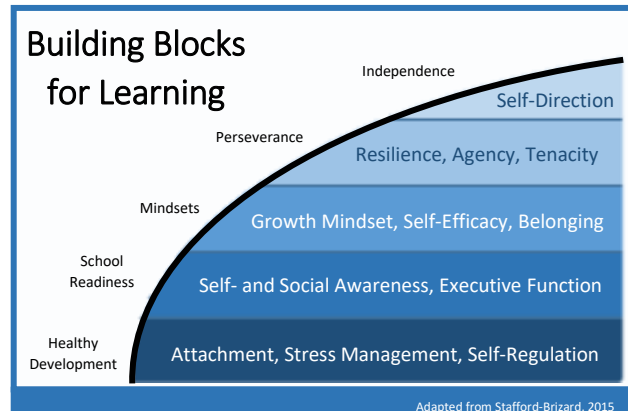 Building Blocks
for Learning
Independence
Self-Direction
Perseverance
Resilience, Agency, Tenacity
Mindsets
Growth Mindset, Self-Efficacy, Belonging
School
Readiness
Self- and Social Awareness, Executive Function
Healthy
Development
Attachment, Stress Management, Self-Regulation
Adapted from Stafford-Brizard, 2015